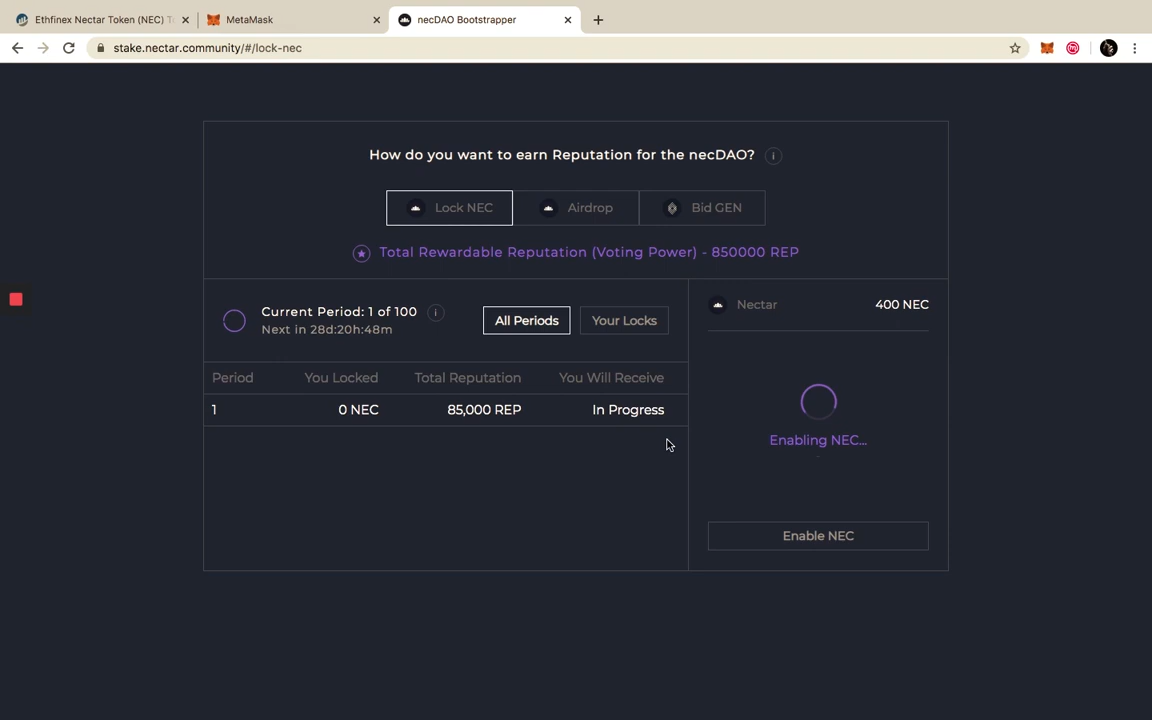 Ethfinex Nectar Token (NEC) To
MetaMask
necDAO Bootstrapper
stake.nectar.community/#/lock-nec
How do you want to earn Reputation for the necDAO? i
Lock NEC
Airdrop
Bid GEN
Total Rewardable Reputation (Voting Power) - 850000 REP
Current Period: 1 of 100 i
Next in 28d:20h:48m
All Periods
Your Locks
Period You Locked Total Reputation You Will Receive
1 0 NEC 85,000 REP In Progress
Nectar 400 NEC
Enabling NEC...
Enable NEC